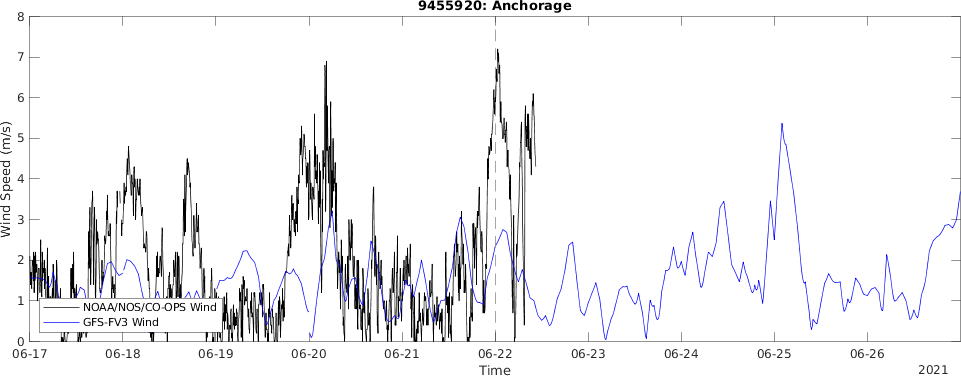 9455920: Anchorage
8
7
6
5
4
3
2
1
0
Wind Speed (m/s)
NOAA/NOS/CO-OPS Wind
GFS-FV3 Wind
06-17 06-18 06-19 06-20 06-21 06-22 06-23 06-24 06-25 06-26
Time
2021